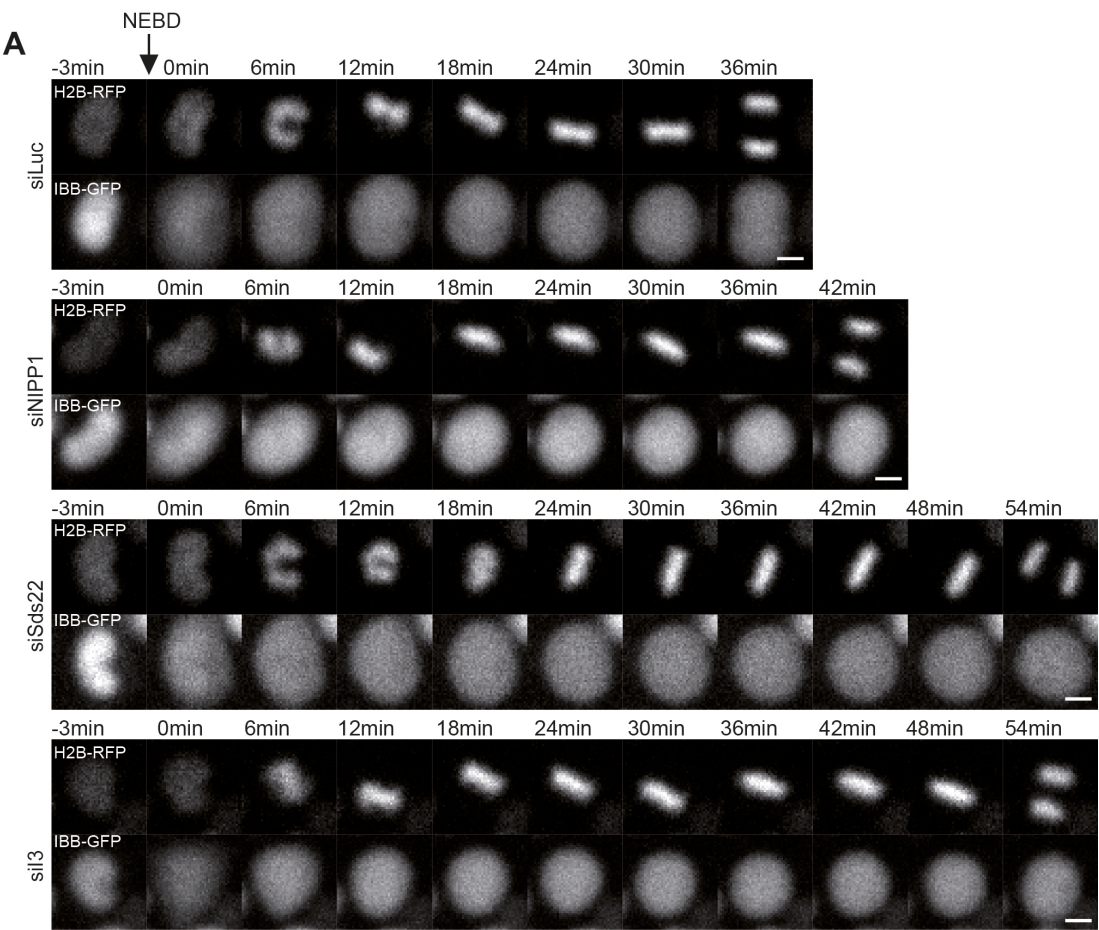 A
NEBD
-3min 0min 6min 12min 18min 24min 30min 36min
siLuc
H2B-RFP
IBB-GFP
-3min 0min 6min 12min 18min 24min 30min 36min 42min
siNIPP1
H2B-RFP
IBB-GFP
-3min 0min 6min 12min 18min 24min 30min 36min 42min 48min 54min
siSds22
H2B-RFP
IBB-GFP
-3min 0min 6min 12min 18min 24min 30min 36min 42min 48min 54min
siI3
H2B-RFP
IBB-GFP